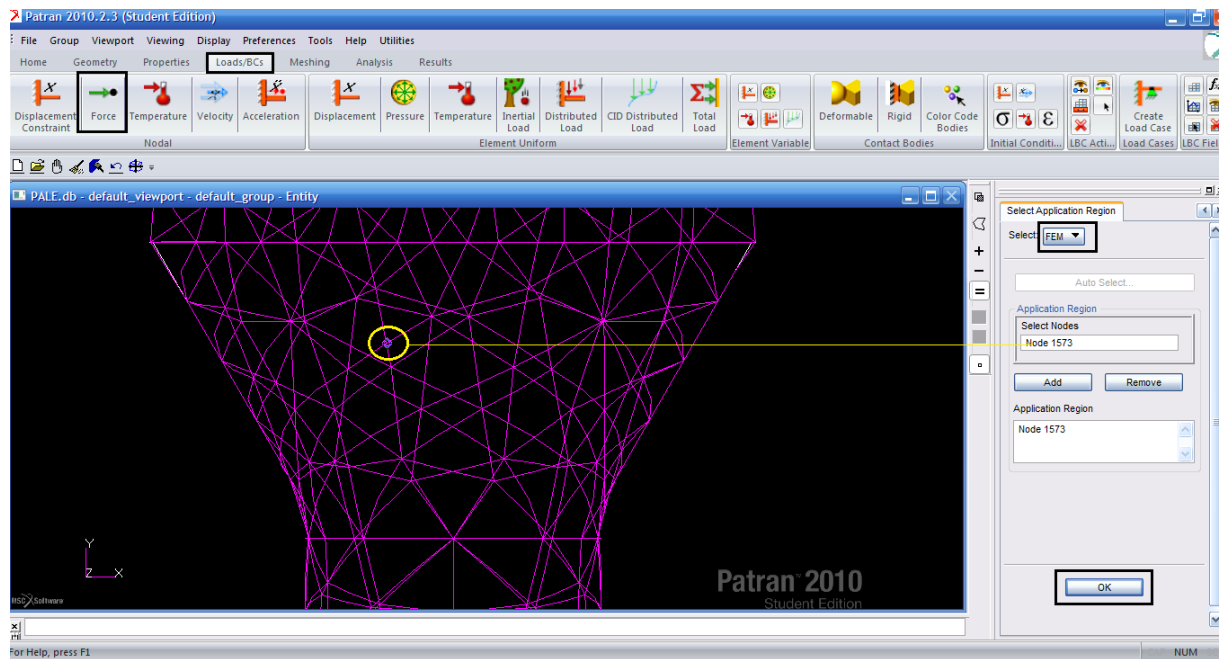 Patran 2010.2.3 (Student Edition)
File Group Viewport Viewing Display Preferences Tools Help Utilities
Home Geometry Properties Loads/BCs Meshing Analysis Results
Displacement Constraint
Force
Temperature
Velocity
Acceleration
Displacement
Pressure
Temperature
Inertial Load
Distributed Load
CID Distributed Load
Total Load
Deformable
Rigid
Color Code Bodies
Create Load Case
Nodal
Element Uniform
Element Variable
Contact Bodies
Initial Conditi...
LBC Acti...
Load Cases
LBC Fiel
PALE.db - default_viewport - default_group - Entity
Select Application Region
Select: FEM
Auto Select...
Application Region
Select Nodes
Node 1573
Add Remove
Application Region
Node 1573
OK
Y
Z X
MSC Software
Patran 2010
Student Edition
For Help, press F1
NUM